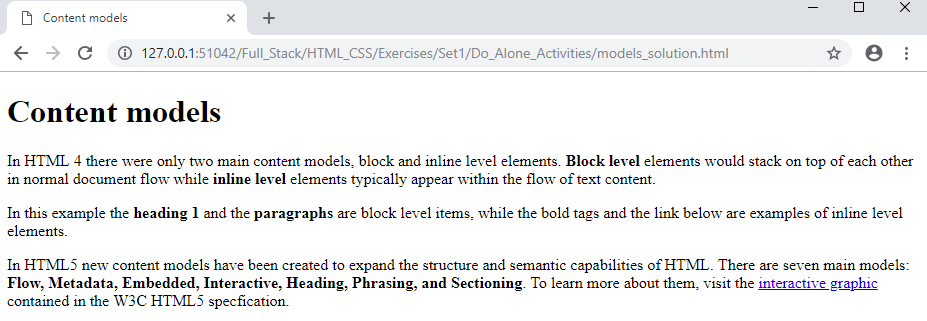 Content models
127.0.0.1:51042/Full_Stack/HTML_CSS/Exercises/Set1/Do_Alone_Activities/models_solution.html
Content models
In HTML 4 there were only two main content models, block and inline level elements. Block level elements would stack on top of each other
in normal document flow while inline level elements typically appear within the flow of text content.
In this example the heading 1 and the paragraphs are block level items, while the bold tags and the link below are examples of inline level
elements.
In HTML5 new content models have been created to expand the structure and semantic capabilities of HTML. There are seven main models:
Flow, Metadata, Embedded, Interactive, Heading, Phrasing, and Sectioning. To learn more about them, visit the interactive graphic
contained in the W3C HTML5 specfication.